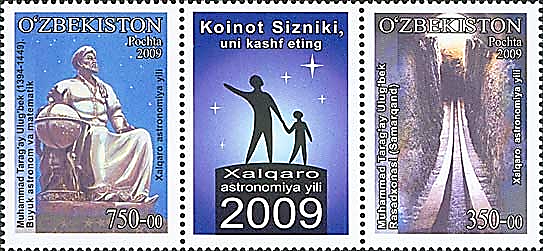 O‘ZBEKISTON
Pochta
2009
Muhammad Tarag‘ay Ulug‘bek (1394-1449),
Buyuk astronom va matematik
Xalqaro astronomiya yili
750-00
Koinot Sizniki,
uni kashf eting
Xalqaro
astronomiya yili
2009
O‘ZBEKISTON
Pochta
2009
Muhammad Tarag‘ay Ulug‘bek
Rasadxonasi (Samarqand)
Xalqaro astronomiya yili
350-00